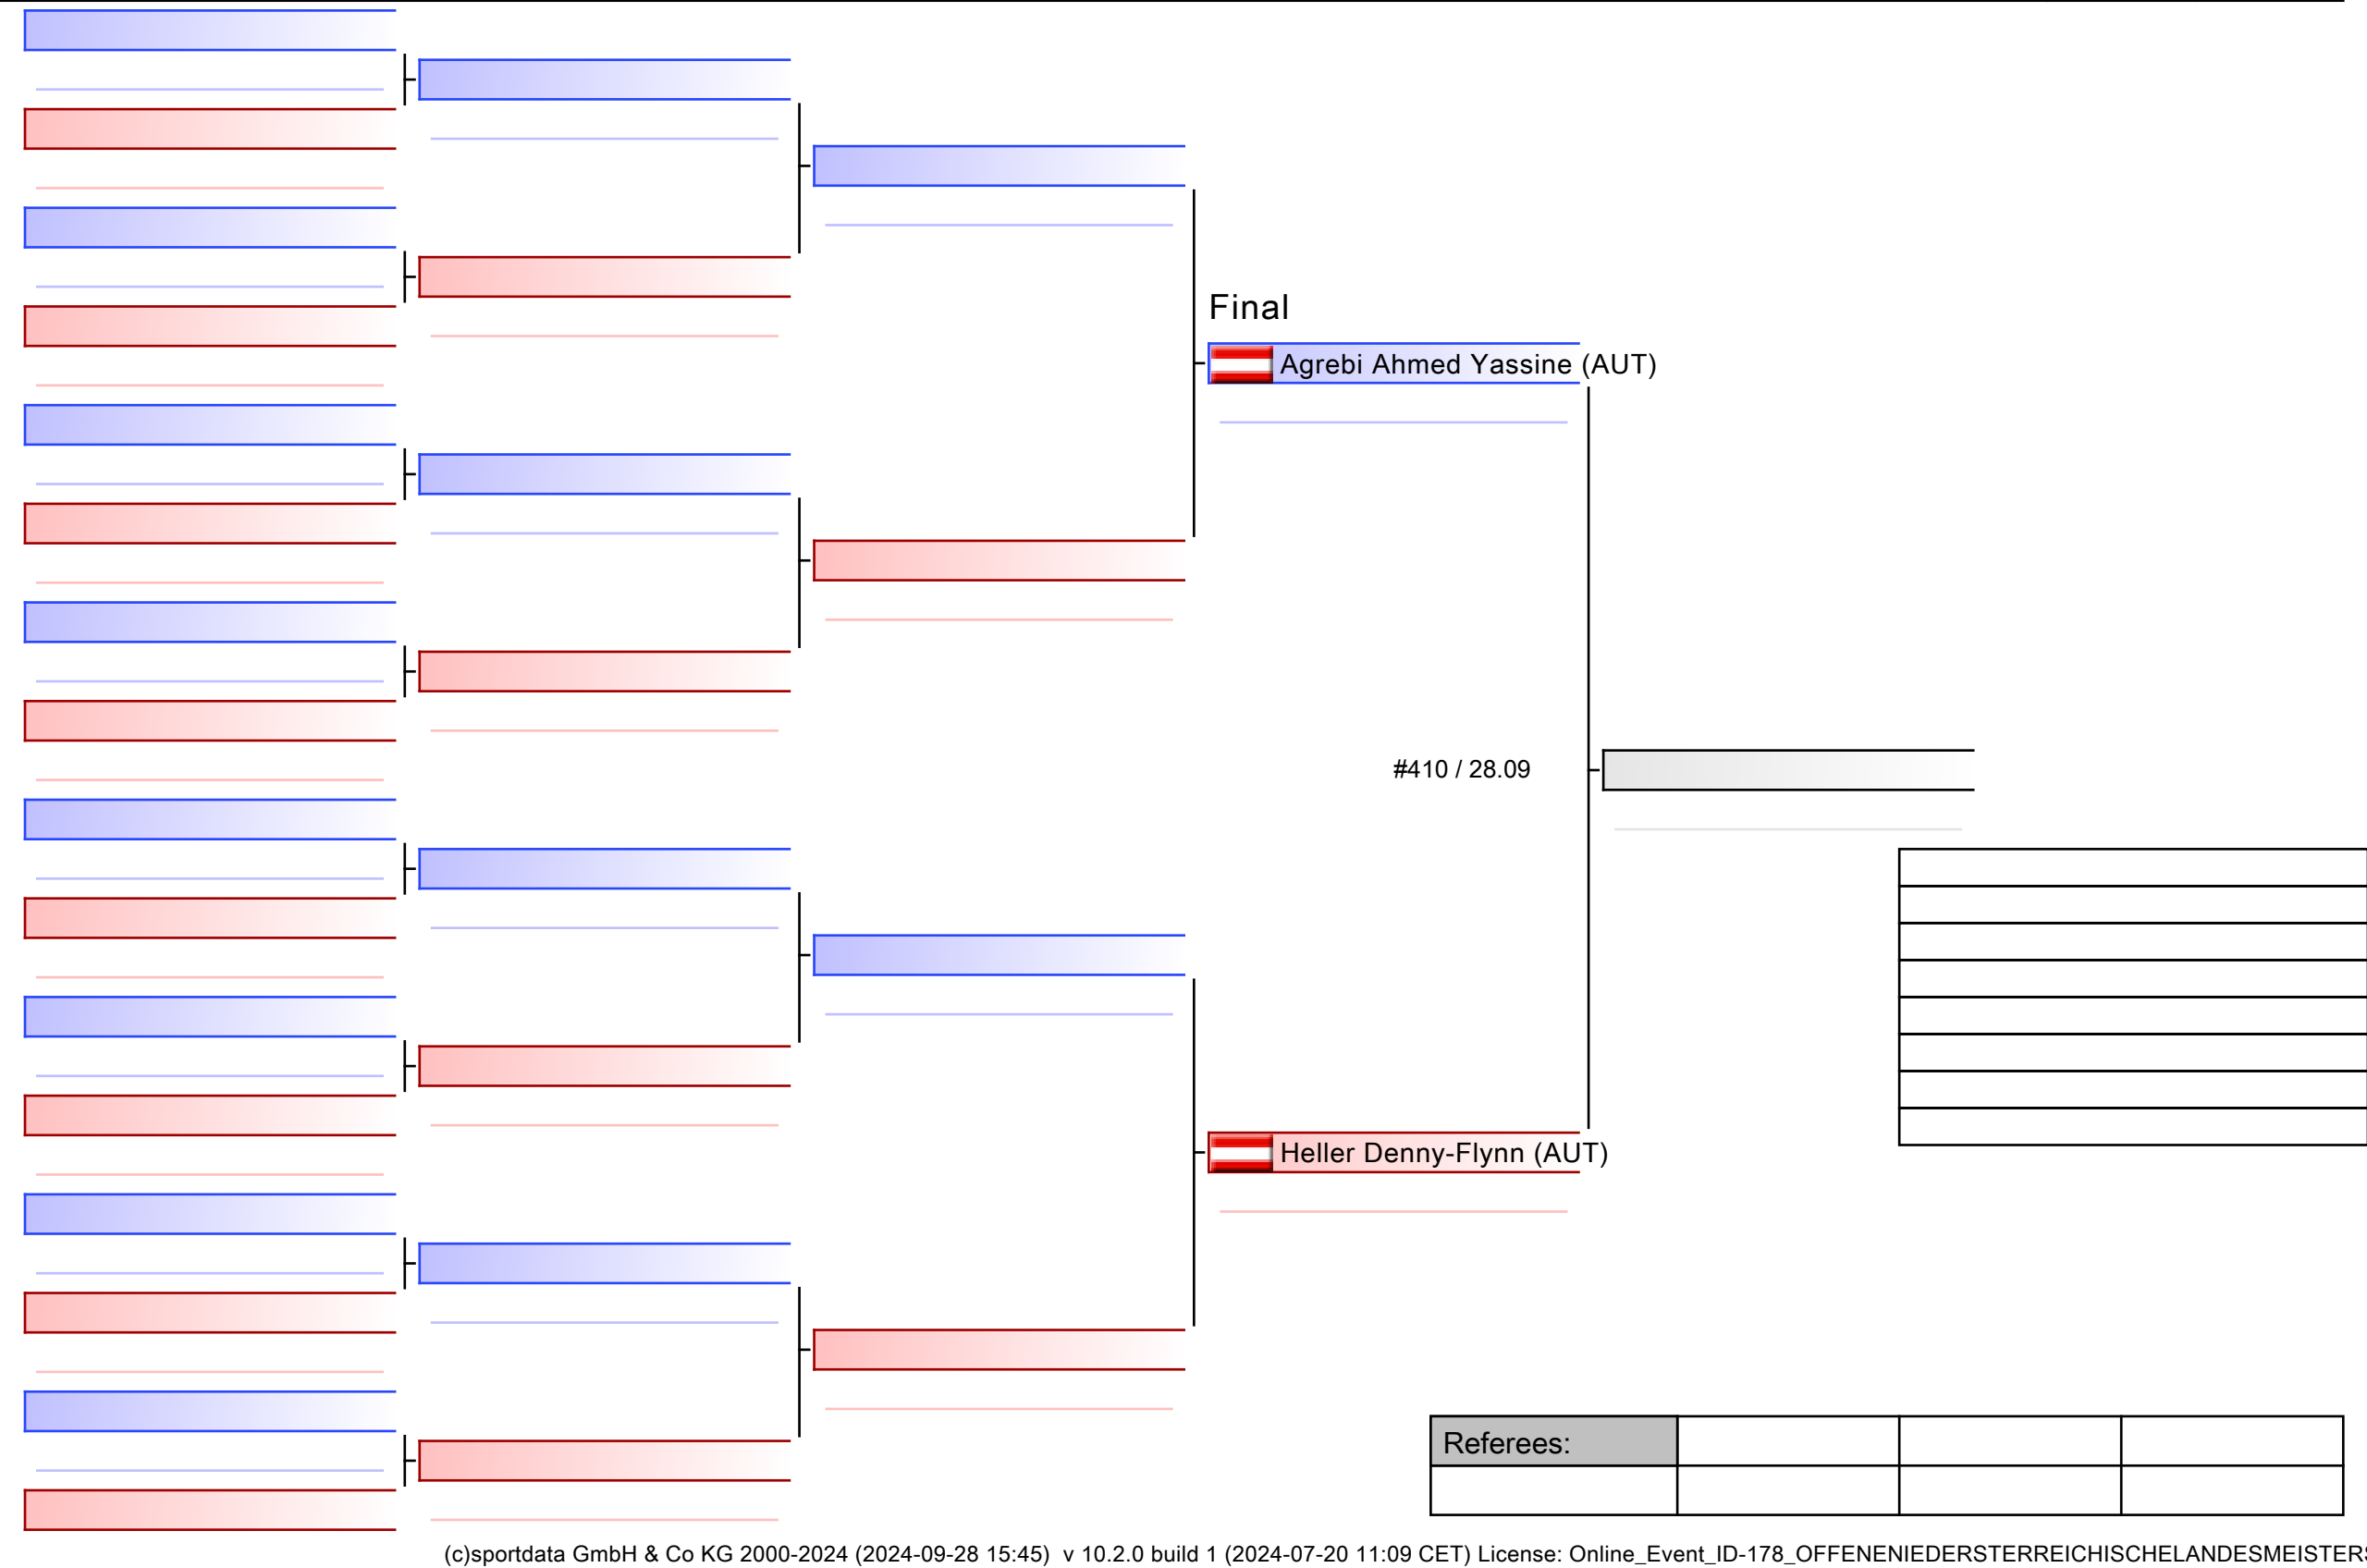 Final
Agrebi Ahmed Yassine (AUT)
#410 / 28.09
Heller Denny-Flynn (AUT)
Referees:
(c)sportdata GmbH & Co KG 2000-2024 (2024-09-28 15:45) v 10.2.0 build 1 (2024-07-20 11:09 CET) License: Online_Event_ID-178_OFFENENIEDERSTERREICHISCHELANDESMEISTERS